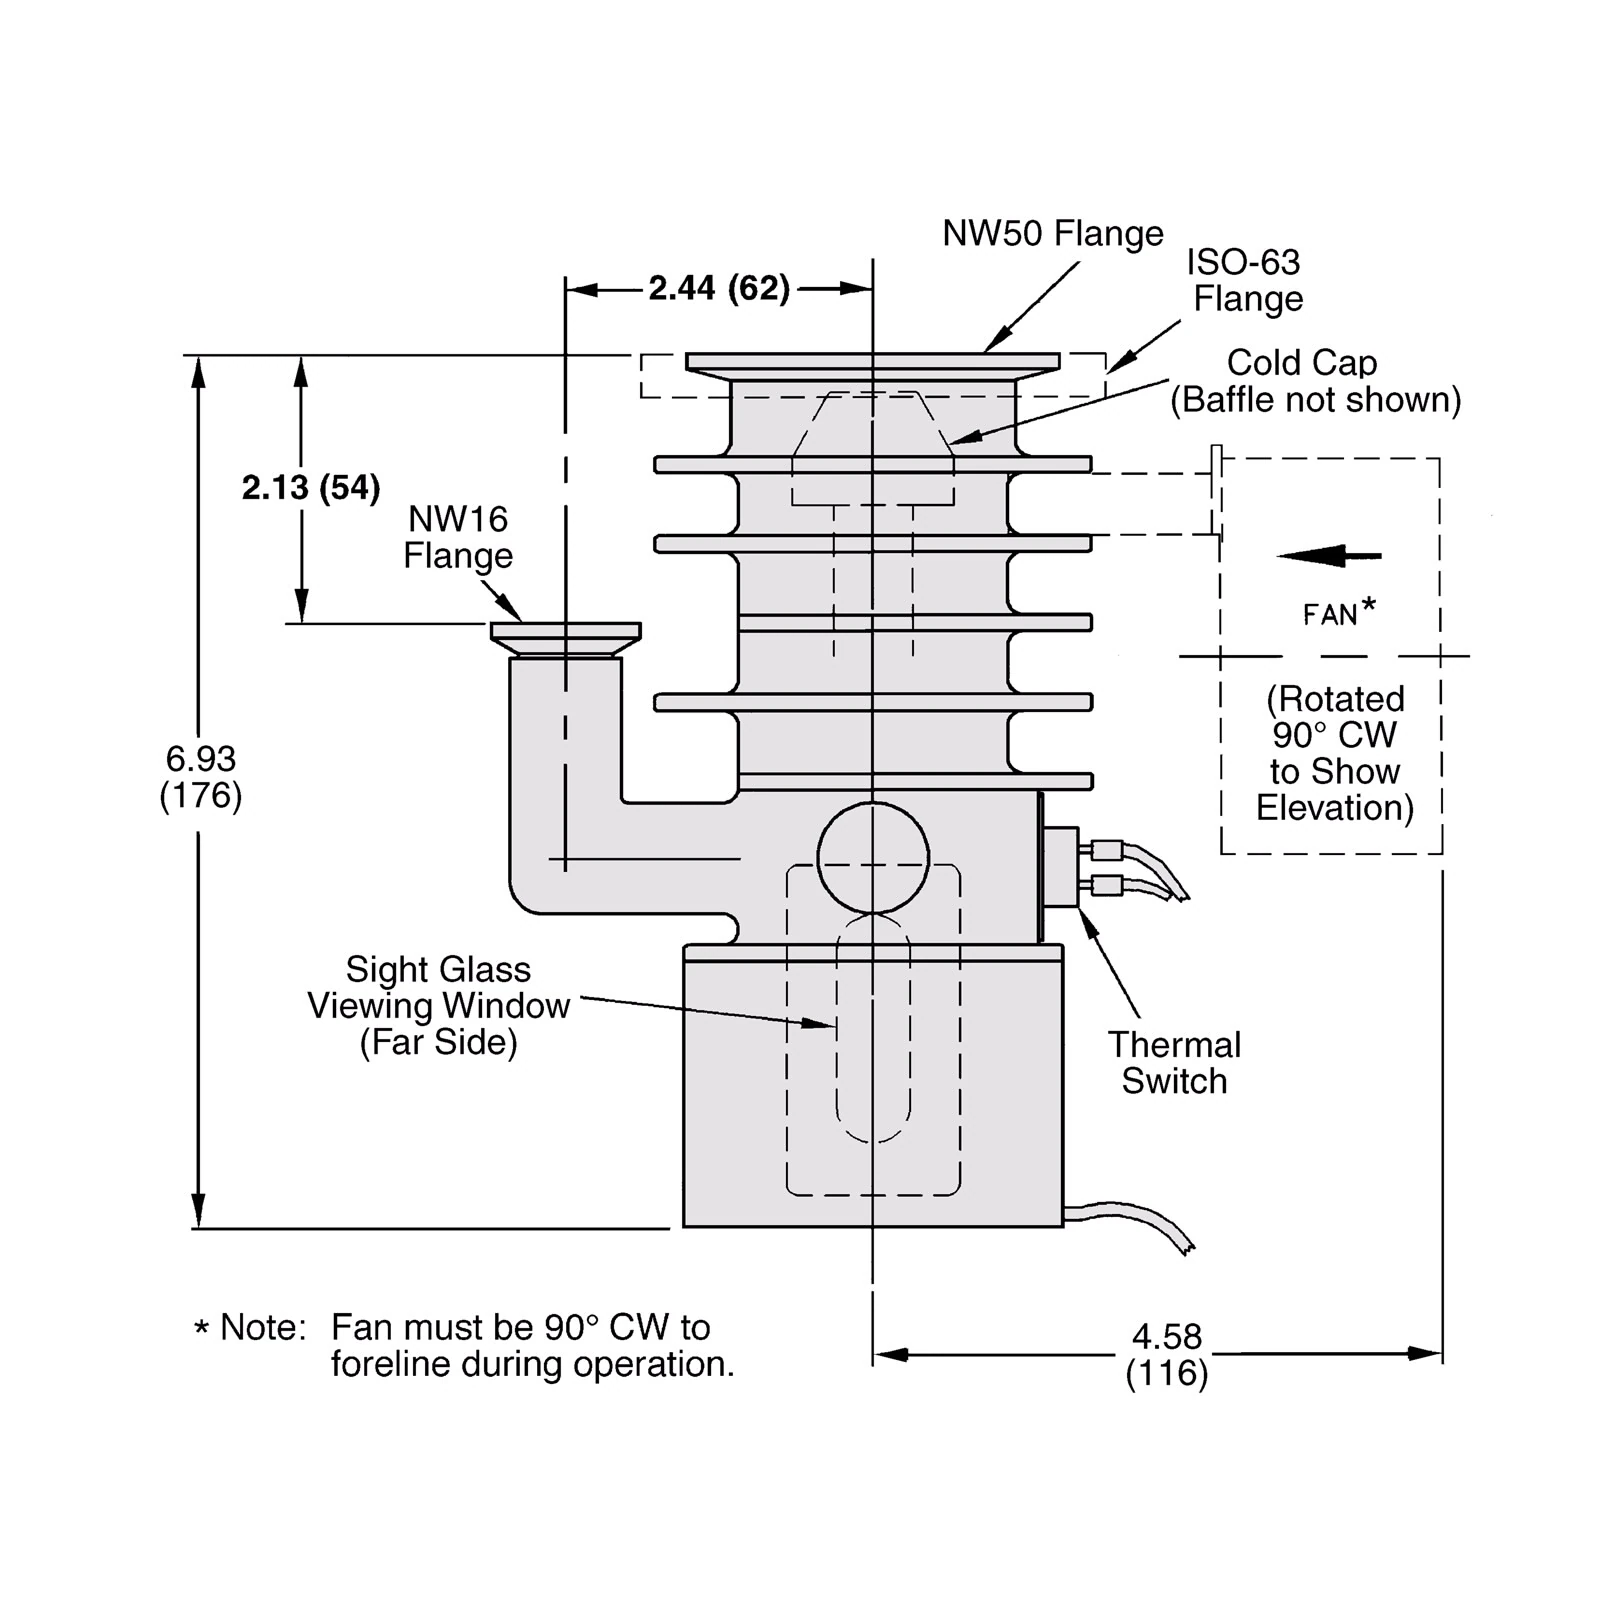 NW50 Flange
ISO-63
Flange
2.44 (62)
Cold Cap
(Baffle not shown)
2.13 (54)
NW16
Flange
FAN*
(Rotated
90° CW
to Show
Elevation)
6.93
(176)
Sight Glass
Viewing Window
(Far Side)
Thermal
Switch
* Note: Fan must be 90° CW to
foreline during operation.
4.58
(116)